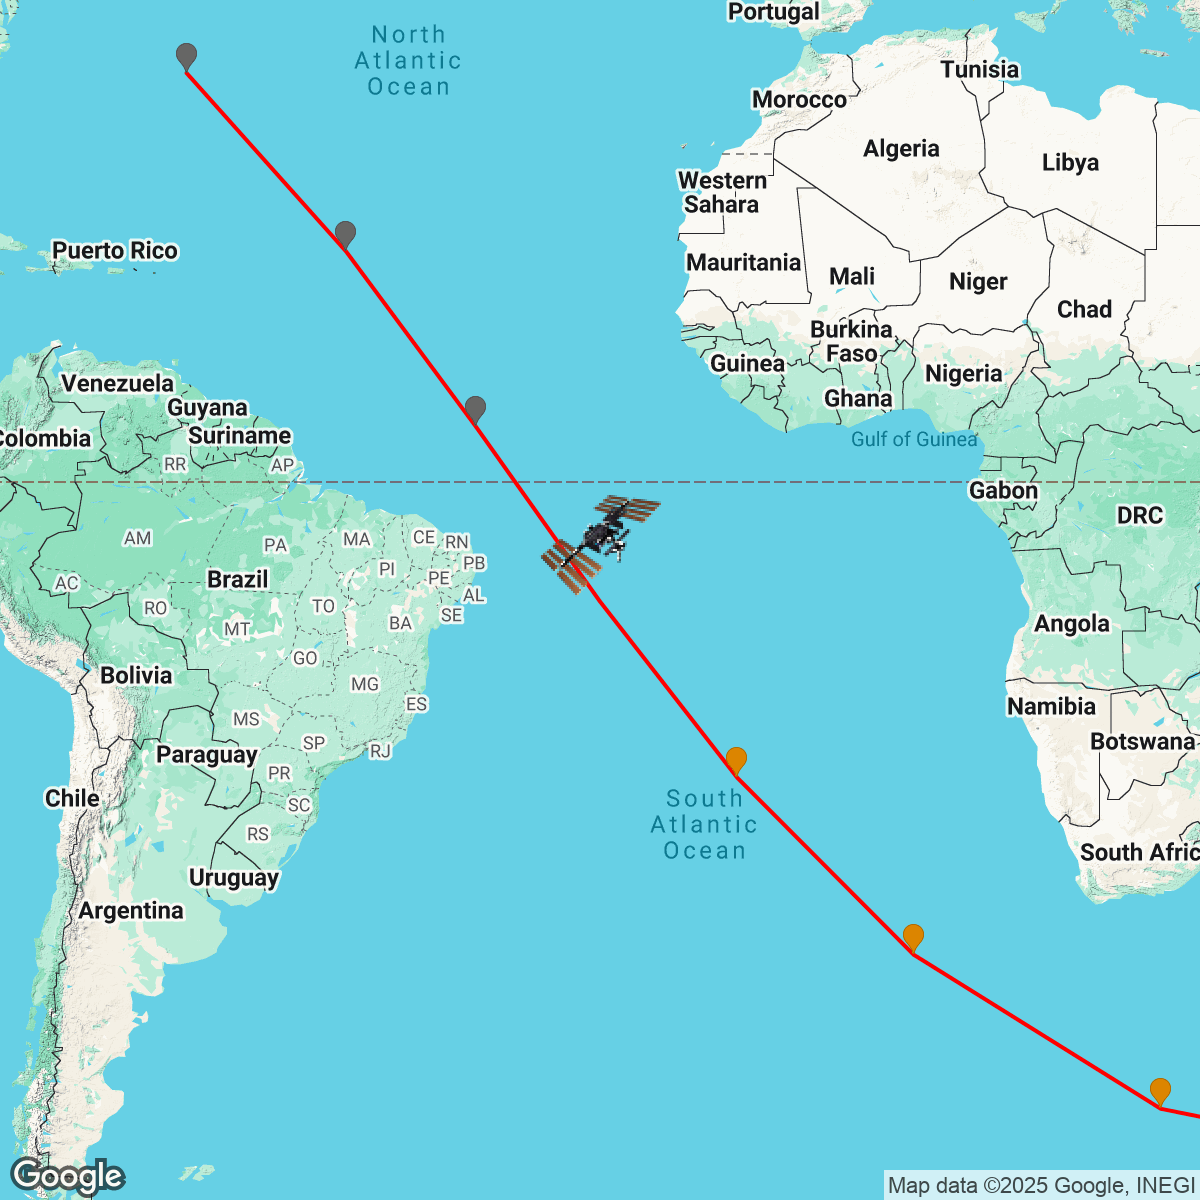 Portugal
North
Atlantic
Ocean
Tunisia
Morocco
Algeria
Libya
Western
Sahara
Puerto Rico
Mauritania
Mali
Niger
Chad
Burkina
Faso
Guinea
Nigeria
Venezuela
Ghana
Guyana
Colombia
Suriname
Gulf of Guinea
RR
AP
Gabon
DRC
AM
PA
MA
CE
RN
PI
PB
PE
AC
Brazil
AL
RO
TO
SE
MT
BA
Angola
GO
Bolivia
MG
ES
Namibia
MS
SP
RJ
Botswana
Paraguay
PR
Chile
SC
South
Atlantic
Ocean
RS
South Afric
Uruguay
Argentina
Google
Map data ©2025 Google, INEGI